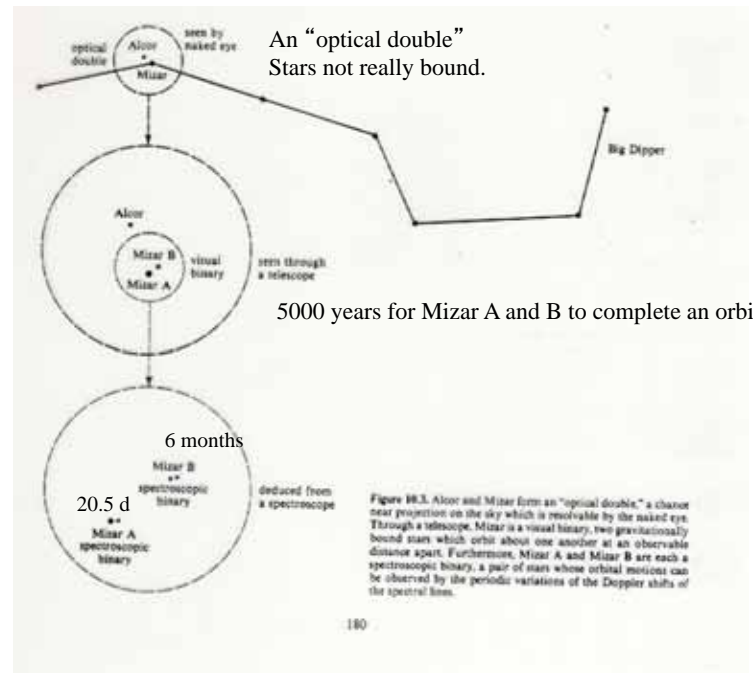 An “optical double”
Stars not really bound.
optical
double
Alcor
Mizar
seen by
naked eye
Big Dipper
Alcor
Mizar B
Mizar A
visual
binary
seen through
a telescope
5000 years for Mizar A and B to complete an orbi
6 months
Mizar B
spectroscopic
binary
20.5 d
Mizar A
spectroscopic
binary
deduced from
a spectroscope
Figure 10.3. Alcor and Mizar form an "optical double," a chance
near projection on the sky which is resolvable by the naked eye.
Through a telescope, Mizar is a visual binary, two gravitationally
bound stars which orbit about one another at an observable
distance apart. Furthermore, Mizar A and Mizar B are each a
spectroscopic binary, a pair of stars whose orbital motions can
be observed by the periodic variations of the Doppler shifts of
the spectral lines.
180